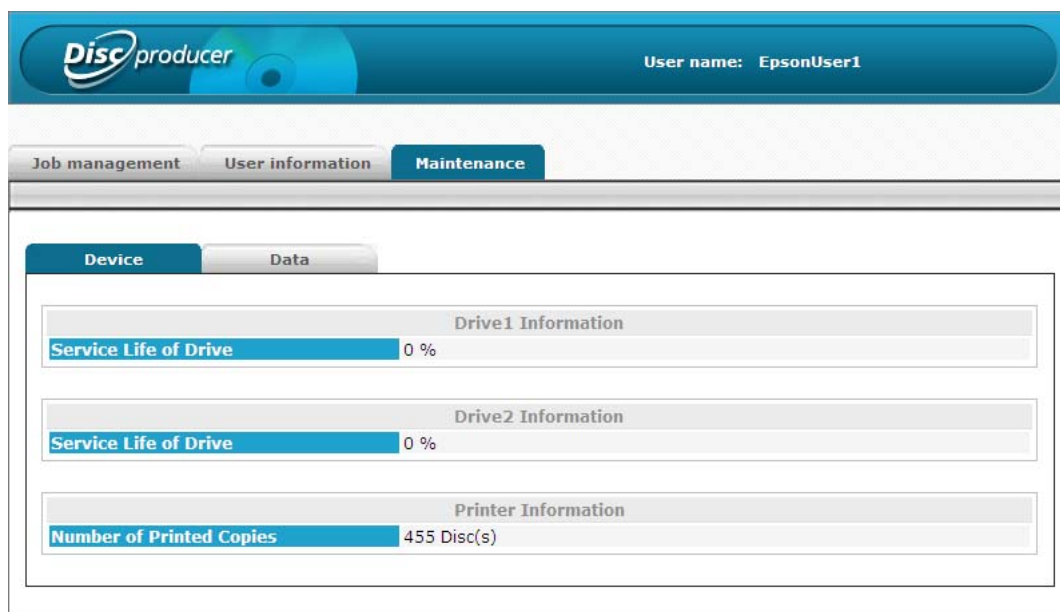 Disc producer
User name: EpsonUser1
Job management User information Maintenance
Device Data
Drive1 Information
Service Life of Drive 0 %
Drive2 Information
Service Life of Drive 0 %
Printer Information
Number of Printed Copies 455 Disc(s)